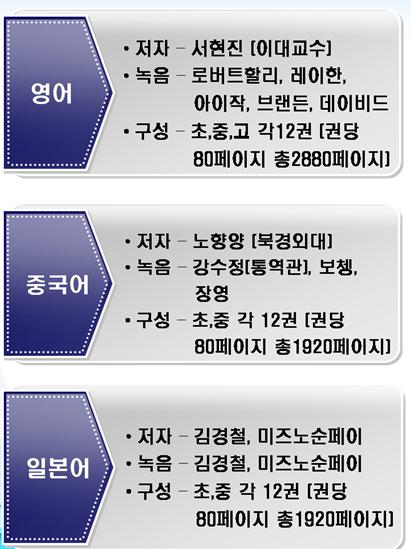 영어
• 저자 – 서현진 [이대교수]
• 녹음 – 로버트할리, 레이한,
아이작, 브랜든, 데이비드
• 구성 – 초,중,고 각12권 [권당
80페이지 총2880페이지]
중국어
• 저자 – 노향양 [북경외대]
• 녹음 – 강수정[통역관], 보쳉,
장영
• 구성 – 초,중 각 12권 [권당
80페이지 총1920페이지]
일본어
• 저자 – 김경철, 미즈노순페이
• 녹음 – 김경철, 미즈노순페이
• 구성 – 초,중 각 12권 [권당
80페이지 총1920페이지]